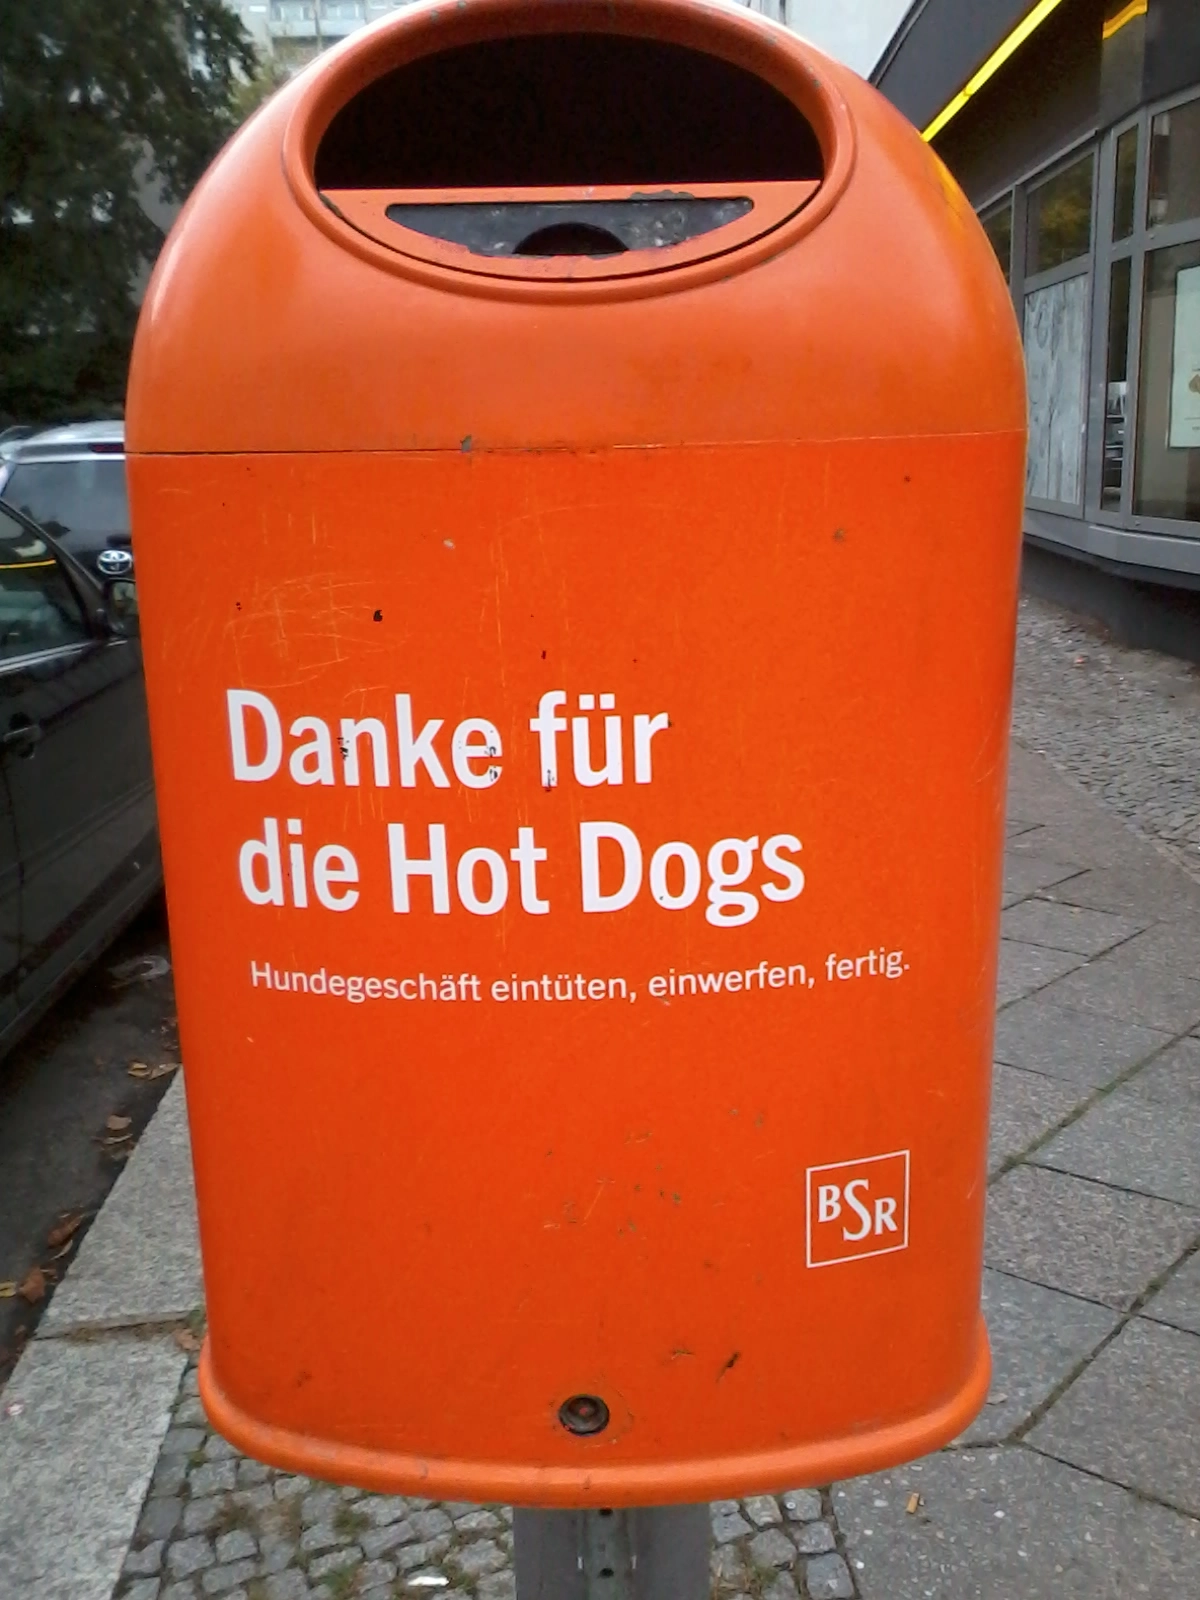 Danke für
die Hot Dogs
Hundegeschäft eintüten, einwerfen, fertig.
BSR